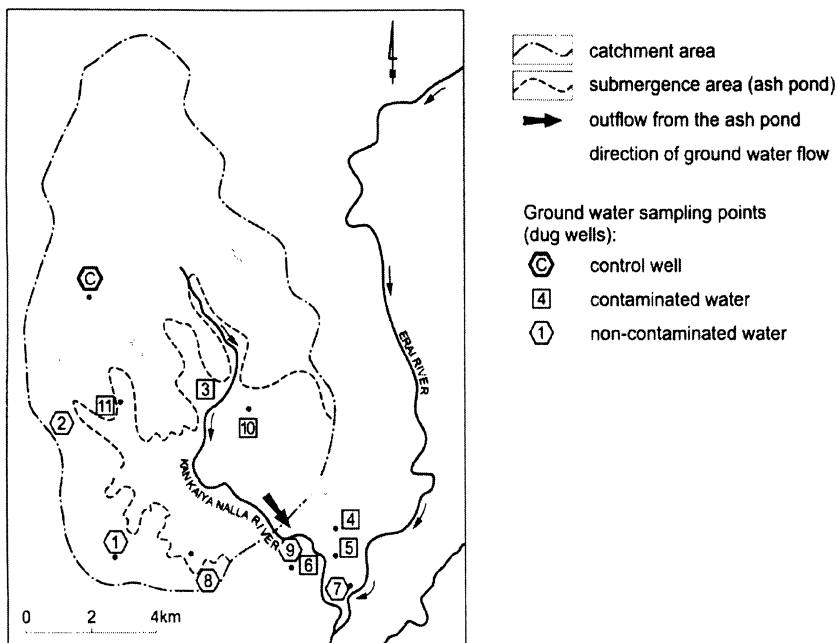 catchment area
submergence area (ash pond)
outflow from the ash pond
direction of ground water flow
Ground water sampling points
(dug wells):
C control well
4 contaminated water
1 non-contaminated water
C
ERAI RIVER
3
11
2
10
KANKAIYA NALLA RIVER
4
1
9
5
6
8
7
0 2 4km